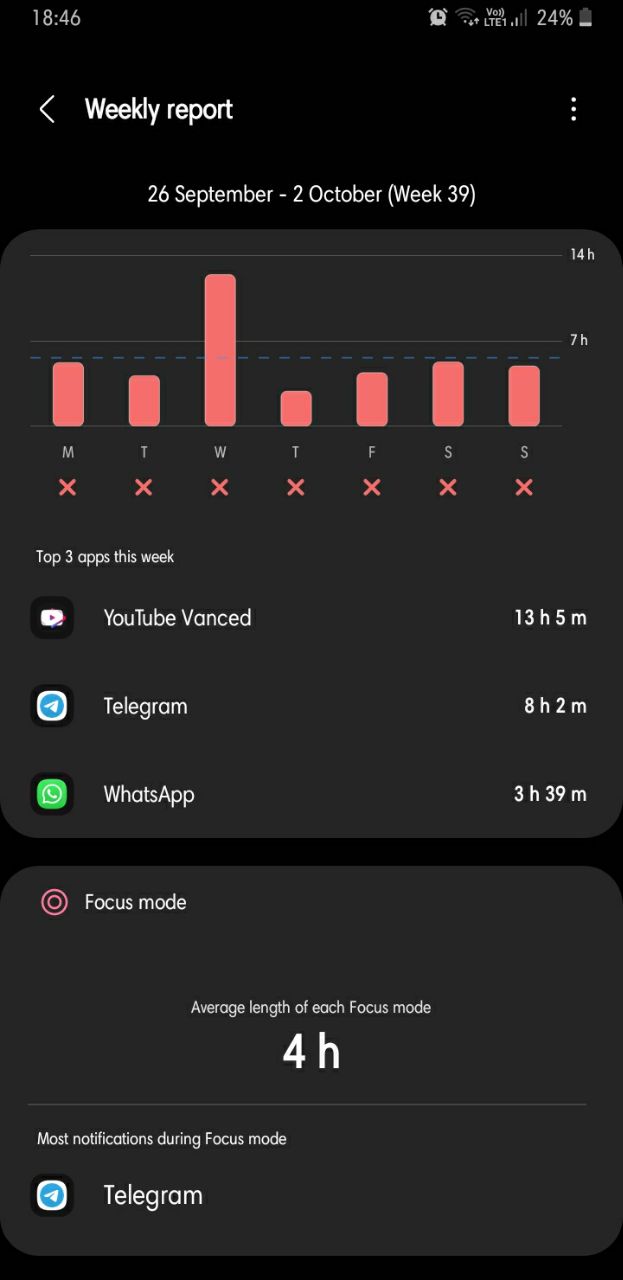 18:46
Vo)) LTE1 24%
Weekly report
26 September - 2 October (Week 39)
14 h
7 h
M T W T F S S
Top 3 apps this week
YouTube Vanced 13 h 5 m
Telegram 8 h 2 m
WhatsApp 3 h 39 m
Focus mode
Average length of each Focus mode
4 h
Most notifications during Focus mode
Telegram